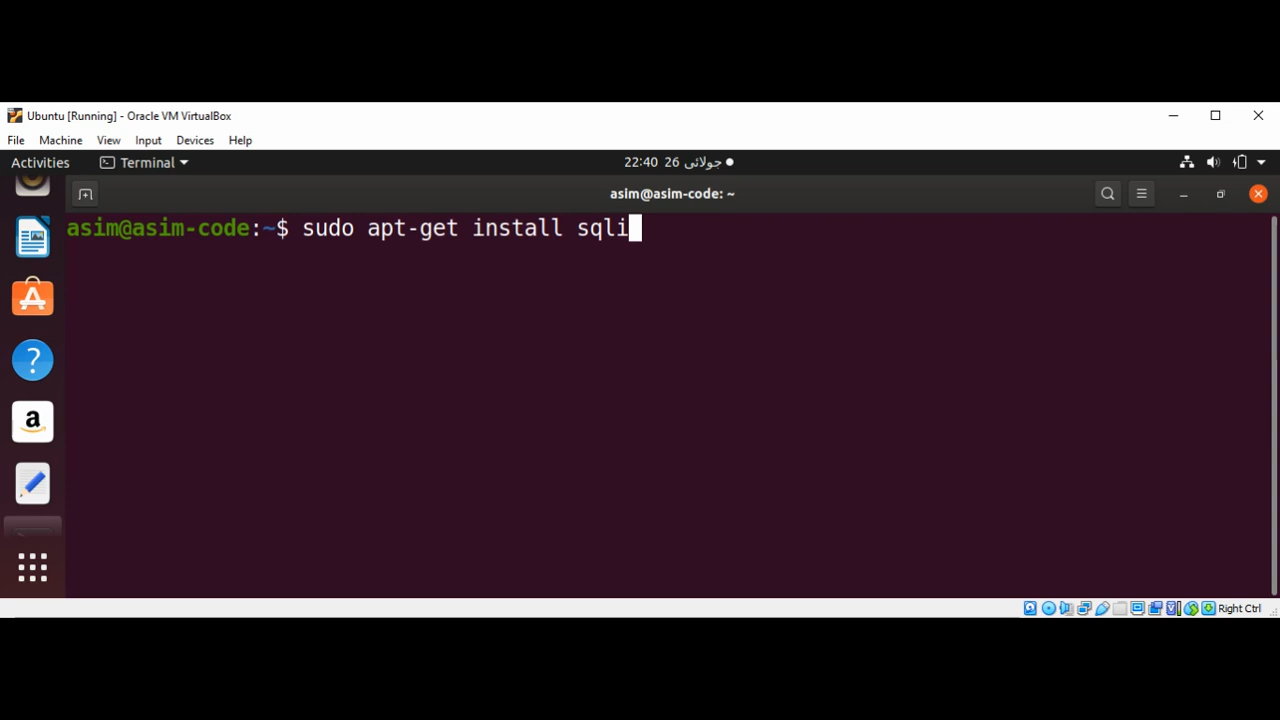 Ubuntu [Running] - Oracle VM VirtualBox
File Machine View Input Devices Help
Activities Terminal 22:40 26 جولائی
asim@asim-code: ~
asim@asim-code:~$ sudo apt-get install sqli
Right Ctrl